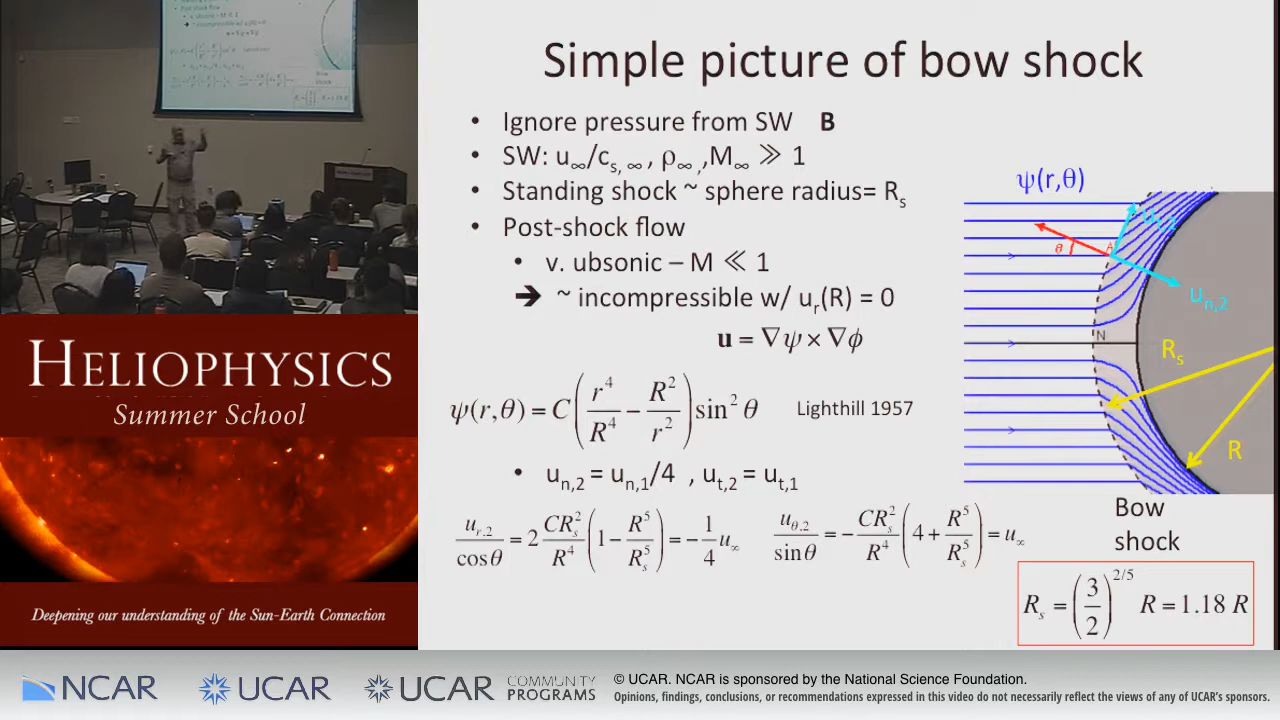 Simple picture of bow shock
• Ignore pressure from SW B
• SW: u∞/cs, ∞ , ρ∞ ,M∞ ≫ 1
• Standing shock ~ sphere radius= Rs
• Post-shock flow
• v. ubsonic – M ≪ 1
➔ ~ incompressible w/ ur(R) = 0
u = ∇ψ × ∇ϕ
ψ(r,θ) = C(r⁴/R⁴ − R²/r²) sin² θ Lighthill 1957
• un,2 = un,1/4 , ut,2 = ut,1
ur.2/cosθ = 2 CRs²/R⁴ (1 − R⁵/Rs⁵) = − 1/4 u∞
uθ.2/sinθ = − CRs²/R⁴ (4 + R⁵/Rs⁵) = u∞
ψ(r,θ)
θ
A
un,2
N
Rs
R
Bow
shock
Rs = (3/2)^2/5 R = 1.18 R
HELIOPHYSICS
Summer School
Deepening our understanding of the Sun-Earth Connection
NCAR
UCAR
UCAR
COMMUNITY
PROGRAMS
© UCAR. NCAR is sponsored by the National Science Foundation.
Opinions, findings, conclusions, or recommendations expressed in this video do not necessarily reflect the views of any of UCAR's sponsors.